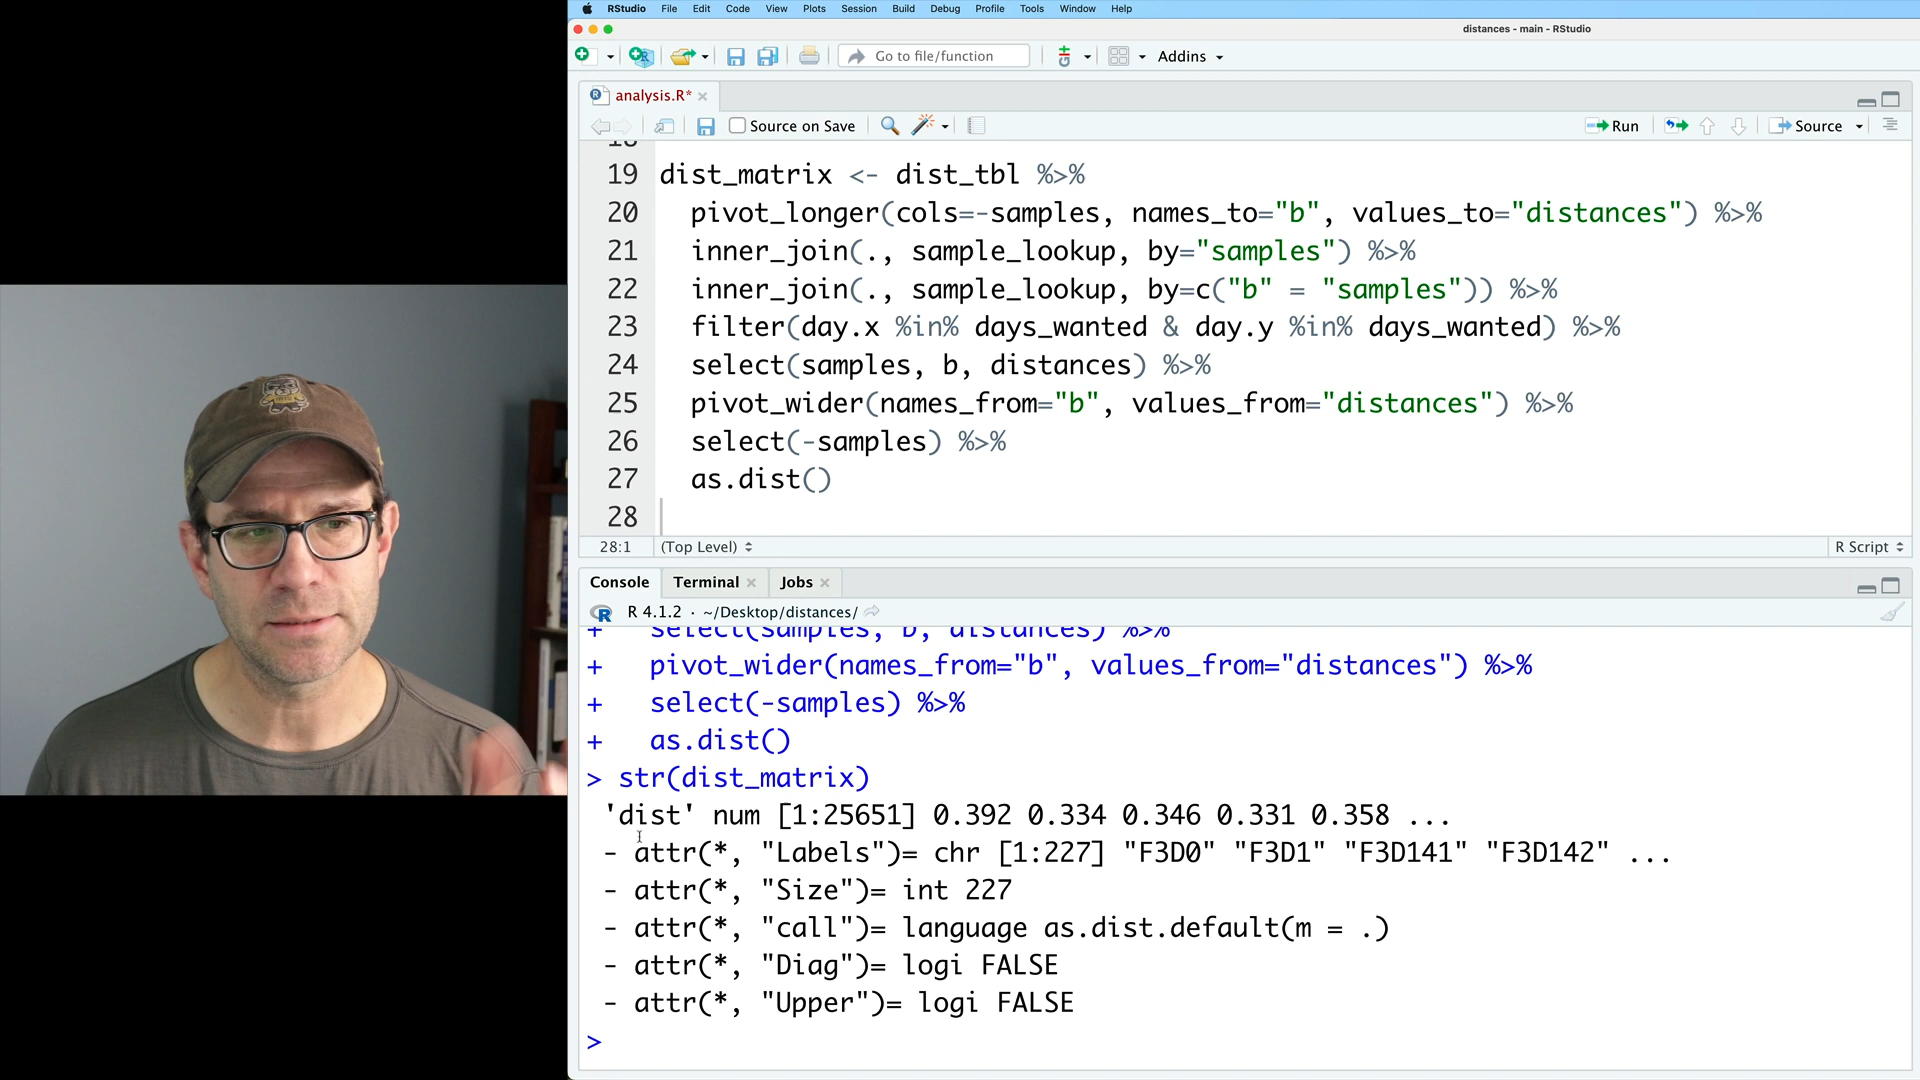 RStudio File Edit Code View Plots Session Build Debug Profile Tools Window Help
distances - main - RStudio
Go to file/function Addins
analysis.R*
Source on Save Run Source
18
19 dist_matrix <- dist_tbl %>%
20 pivot_longer(cols=-samples, names_to="b", values_to="distances") %>%
21 inner_join(., sample_lookup, by="samples") %>%
22 inner_join(., sample_lookup, by=c("b" = "samples")) %>%
23 filter(day.x %in% days_wanted & day.y %in% days_wanted) %>%
24 select(samples, b, distances) %>%
25 pivot_wider(names_from="b", values_from="distances") %>%
26 select(-samples) %>%
27 as.dist()
28
28:1 (Top Level) R Script
Console Terminal Jobs
R 4.1.2 · ~/Desktop/distances/
+ select(samples, b, distances) %>%
+ pivot_wider(names_from="b", values_from="distances") %>%
+ select(-samples) %>%
+ as.dist()
> str(dist_matrix)
'dist' num [1:25651] 0.392 0.334 0.346 0.331 0.358 ...
- attr(*, "Labels")= chr [1:227] "F3D0" "F3D1" "F3D141" "F3D142" ...
- attr(*, "Size")= int 227
- attr(*, "call")= language as.dist.default(m = .)
- attr(*, "Diag")= logi FALSE
- attr(*, "Upper")= logi FALSE
>